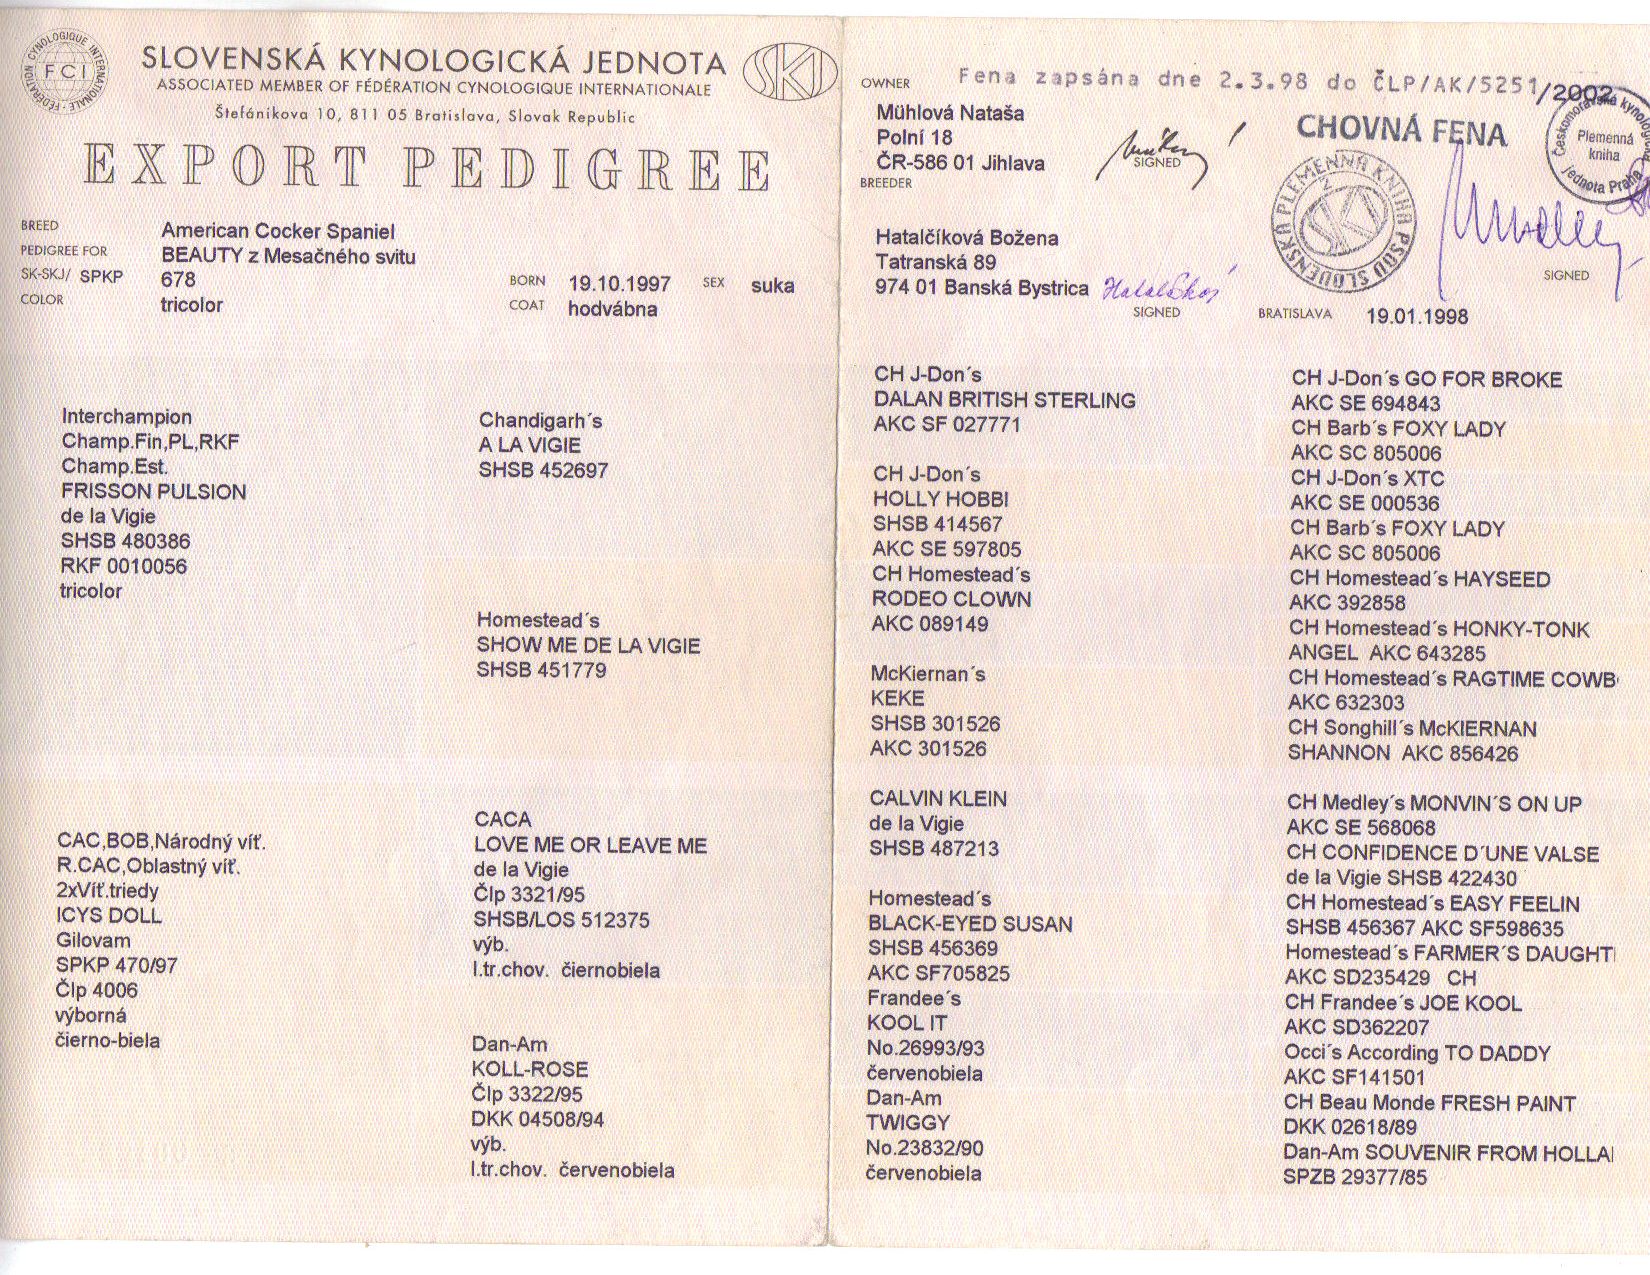 FÉDÉRATION CYNOLOGIQUE INTERNATIONALE
FCI
SLOVENSKÁ KYNOLOGICKÁ JEDNOTA
ASSOCIATED MEMBER OF FÉDÉRATION CYNOLOGIQUE INTERNATIONALE
Štefánikova 10, 811 05 Bratislava, Slovak Republic
SKJ
EXPORT PEDIGREE
BREED American Cocker Spaniel
PEDIGREE FOR BEAUTY z Mesačného svitu
SK-SKJ/ SPKP 678
BORN 19.10.1997 SEX suka
COLOR tricolor
COAT hodvábna
OWNER
Fena zapsána dne 2.3.98 do ČLP/AK/5251/2002
Mühlová Nataša
Polní 18
ČR-586 01 Jihlava
SIGNED
CHOVNÁ FENA
Českomoravská kynologická jednota Praha
Plemenná
kniha
BREEDER
Hatalčíková Božena
Tatranská 89
974 01 Banská Bystrica
SIGNED
PLEMENNÁ KNIHA PSOV SLOVENSKA
2
SKJ
SIGNED
BRATISLAVA 19.01.1998
Interchampion
Champ.Fin,PL,RKF
Champ.Est.
FRISSON PULSION
de la Vigie
SHSB 480386
RKF 0010056
tricolor
CAC,BOB,Národný víť.
R.CAC,Oblastný víť.
2xVíť.triedy
ICYS DOLL
Gilovam
SPKP 470/97
Člp 4006
výborná
čierno-biela
Chandigarh´s
A LA VIGIE
SHSB 452697
Homestead´s
SHOW ME DE LA VIGIE
SHSB 451779
CACA
LOVE ME OR LEAVE ME
de la Vigie
Člp 3321/95
SHSB/LOS 512375
výb.
I.tr.chov. čiernobiela
Dan-Am
KOLL-ROSE
Člp 3322/95
DKK 04508/94
výb.
I.tr.chov. červenobiela
CH J-Don´s
DALAN BRITISH STERLING
AKC SF 027771
CH J-Don´s
HOLLY HOBBI
SHSB 414567
AKC SE 597805
CH Homestead´s
RODEO CLOWN
AKC 089149
McKiernan´s
KEKE
SHSB 301526
AKC 301526
CALVIN KLEIN
de la Vigie
SHSB 487213
Homestead´s
BLACK-EYED SUSAN
SHSB 456369
AKC SF705825
Frandee´s
KOOL IT
No.26993/93
červenobiela
Dan-Am
TWIGGY
No.23832/90
červenobiela
CH J-Don´s GO FOR BROKE
AKC SE 694843
CH Barb´s FOXY LADY
AKC SC 805006
CH J-Don´s XTC
AKC SE 000536
CH Barb´s FOXY LADY
AKC SC 805006
CH Homestead´s HAYSEED
AKC 392858
CH Homestead´s HONKY-TONK
ANGEL AKC 643285
CH Homestead´s RAGTIME COWB
AKC 632303
CH Songhill´s McKIERNAN
SHANNON AKC 856426
CH Medley´s MONVIN´S ON UP
AKC SE 568068
CH CONFIDENCE D´UNE VALSE
de la Vigie SHSB 422430
CH Homestead´s EASY FEELIN
SHSB 456367 AKC SF598635
Homestead´s FARMER´S DAUGHT
AKC SD235429 CH
CH Frandee´s JOE KOOL
AKC SD362207
Occi´s According TO DADDY
AKC SF141501
CH Beau Monde FRESH PAINT
DKK 02618/89
Dan-Am SOUVENIR FROM HOLLA
SPZB 29377/85